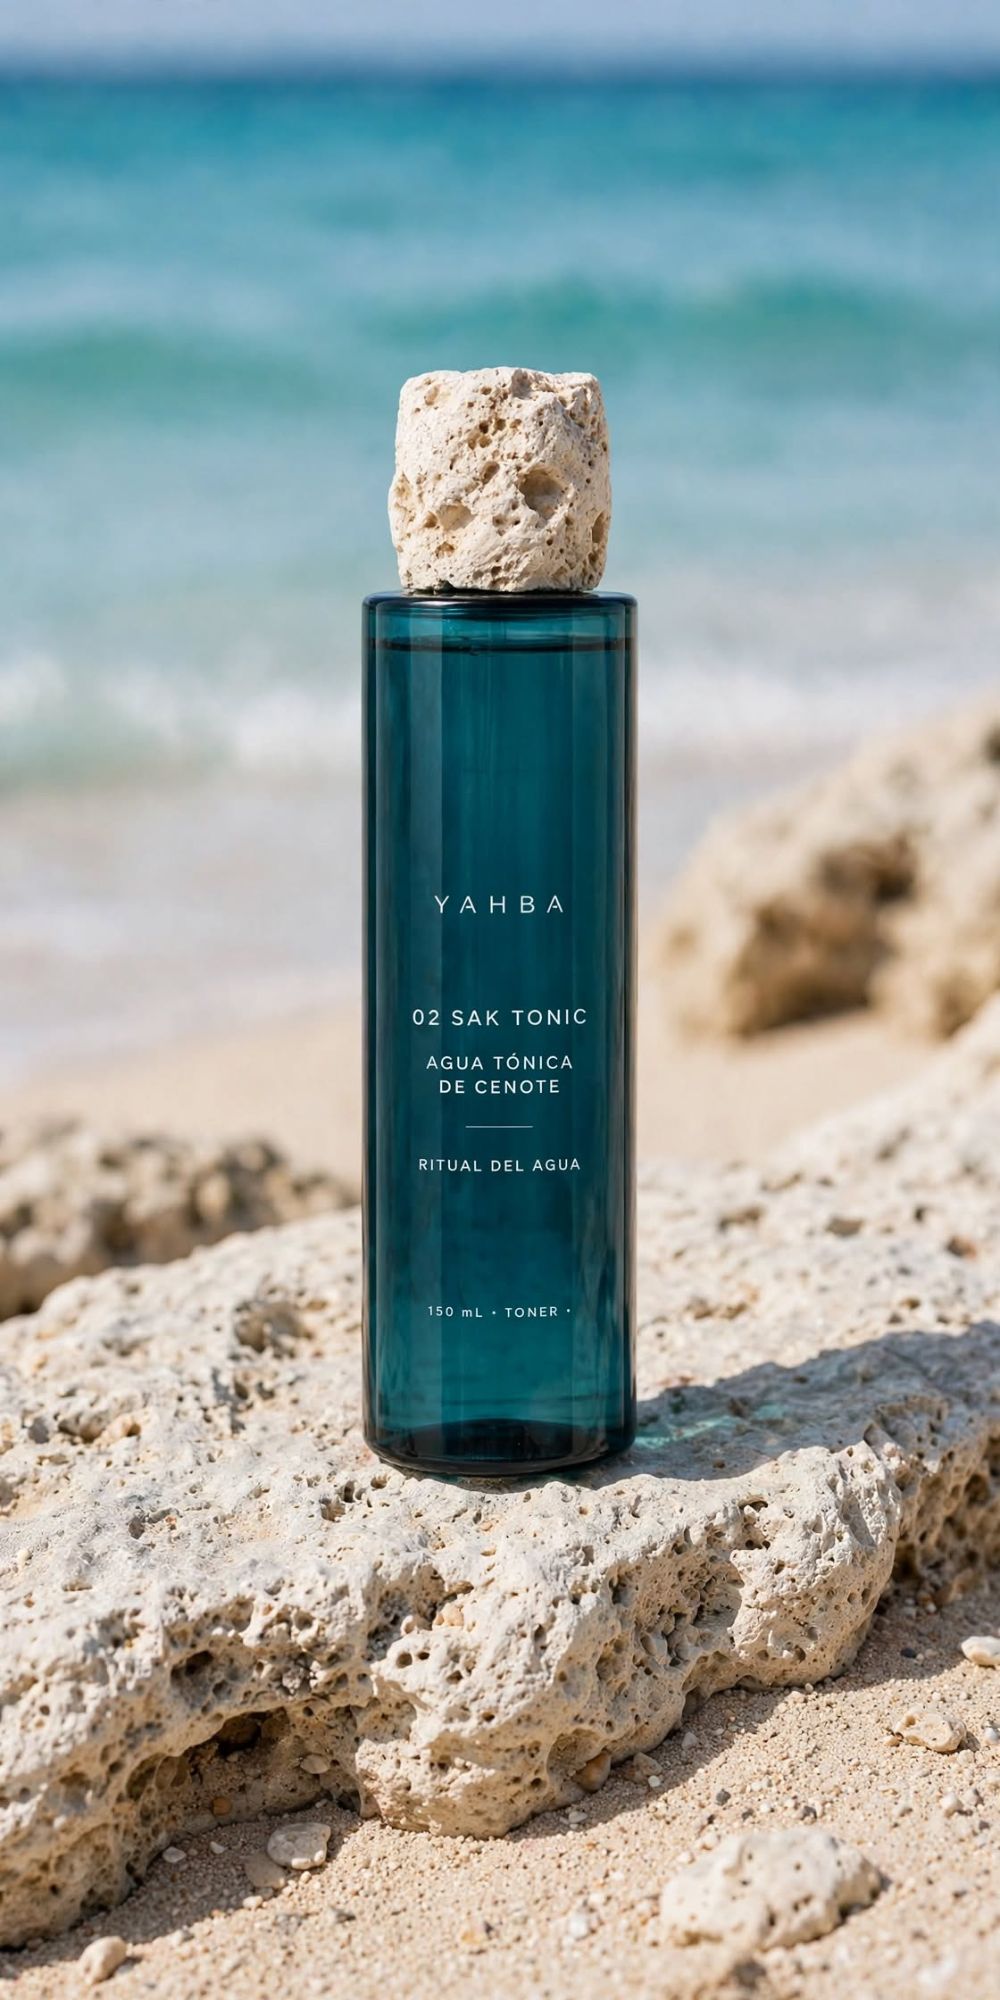 YAHBA
02 SAK TONIC
AGUA TÓNICA
DE CENOTE
RITUAL DEL AGUA
150 mL • TONER •